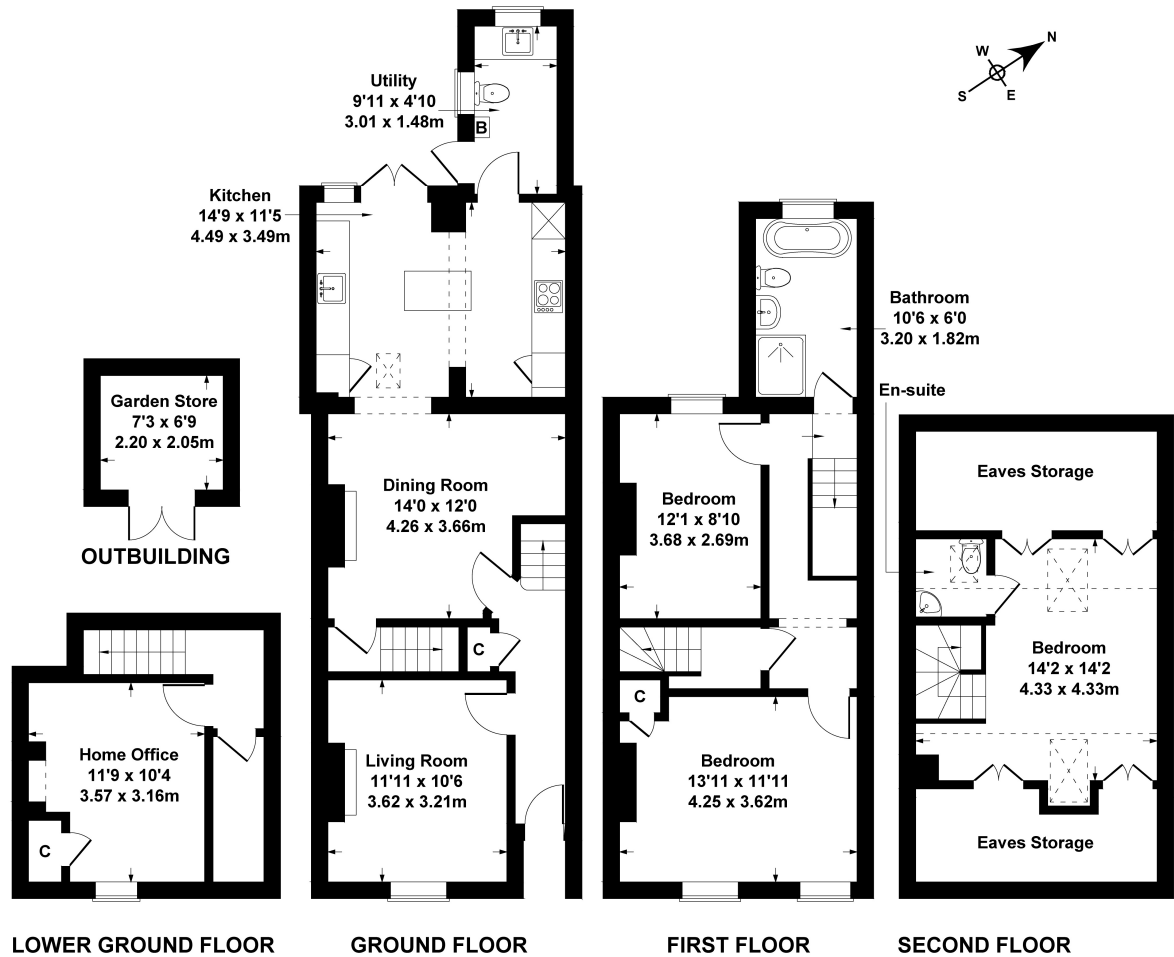 Utility
9'11 x 4'10
3.01 x 1.48m
B
N
W
S
E
Kitchen
14'9 x 11'5
4.49 x 3.49m
Bathroom
10'6 x 6'0
3.20 x 1.82m
En-suite
Garden Store
7'3 x 6'9
2.20 x 2.05m
OUTBUILDING
Dining Room
14'0 x 12'0
4.26 x 3.66m
C
Bedroom
12'1 x 8'10
3.68 x 2.69m
C
Eaves Storage
Bedroom
14'2 x 14'2
4.33 x 4.33m
Eaves Storage
Home Office
11'9 x 10'4
3.57 x 3.16m
C
Living Room
11'11 x 10'6
3.62 x 3.21m
Bedroom
13'11 x 11'11
4.25 x 3.62m
LOWER GROUND FLOOR
GROUND FLOOR
FIRST FLOOR
SECOND FLOOR